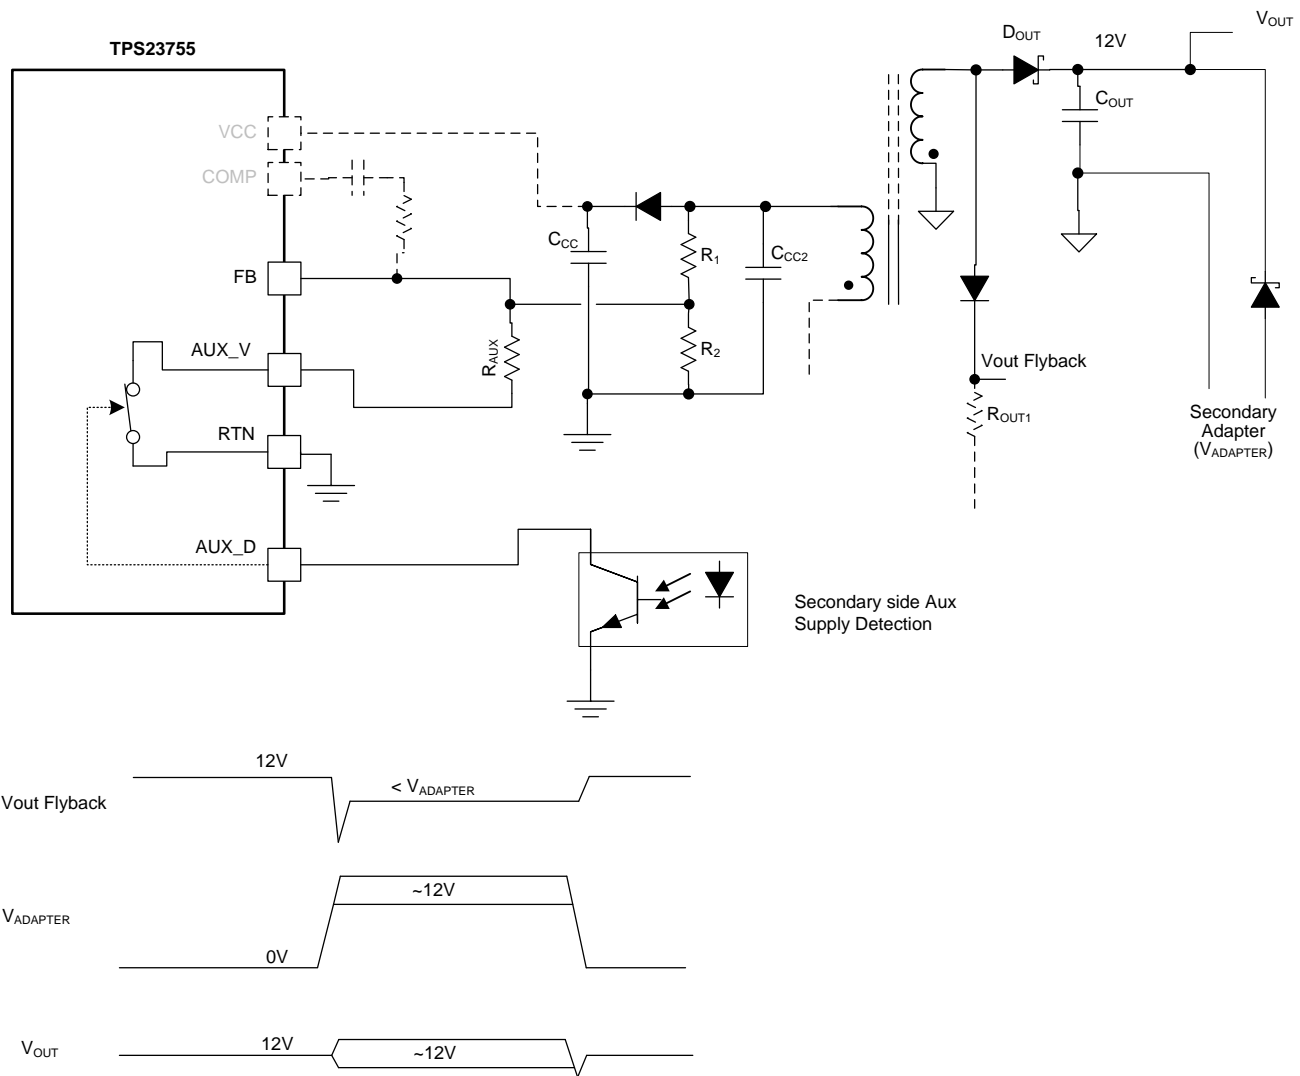 TPS23755
VCC
COMP
FB
AUX_V
RTN
AUX_D
RAUX
CCC
R1
R2
CCC2
DOUT
12V
VOUT
COUT
Vout Flyback
ROUT1
Secondary
Adapter
(VADAPTER)
Secondary side Aux
Supply Detection
Vout Flyback
12V
< VADAPTER
VADAPTER
~12V
0V
VOUT
12V
~12V